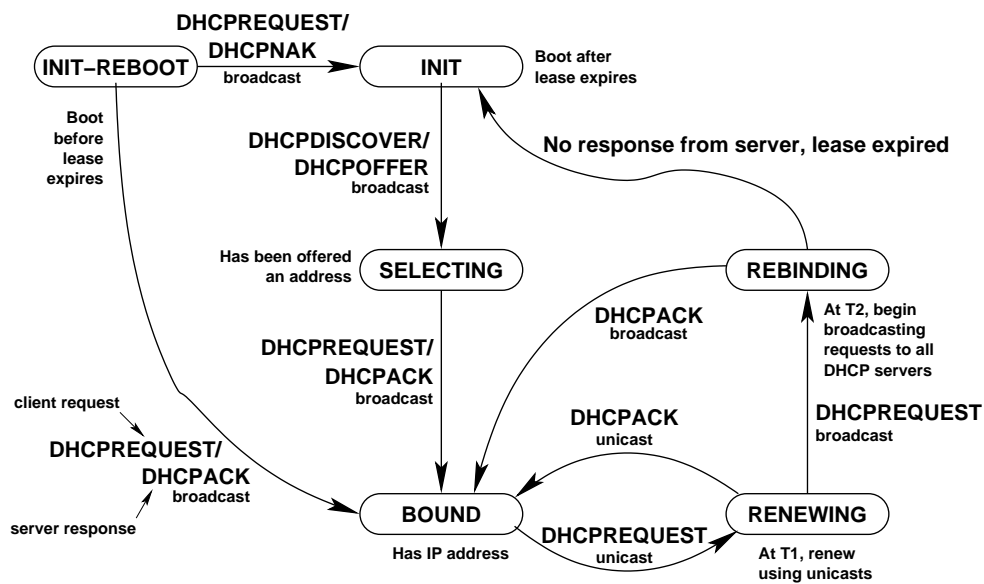 DHCPREQUEST/
DHCPNAK
broadcast
INIT−REBOOT
INIT
Boot after
lease expires
Boot
before
lease
expires
DHCPDISCOVER/
DHCPOFFER
broadcast
No response from server, lease expired
Has been offered
an address
SELECTING
REBINDING
DHCPACK
broadcast
At T2, begin
broadcasting
requests to all
DHCP servers
DHCPREQUEST/
DHCPACK
broadcast
client request
DHCPREQUEST/
DHCPACK
broadcast
server response
DHCPACK
unicast
DHCPREQUEST
broadcast
BOUND
Has IP address
DHCPREQUEST
unicast
RENEWING
At T1, renew
using unicasts